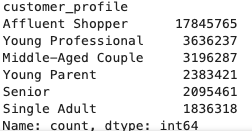 customer_profile
Affluent Shopper 17845765
Young Professional 3636237
Middle-Aged Couple 3196287
Young Parent 2383421
Senior 2095461
Single Adult 1836318
Name: count, dtype: int64